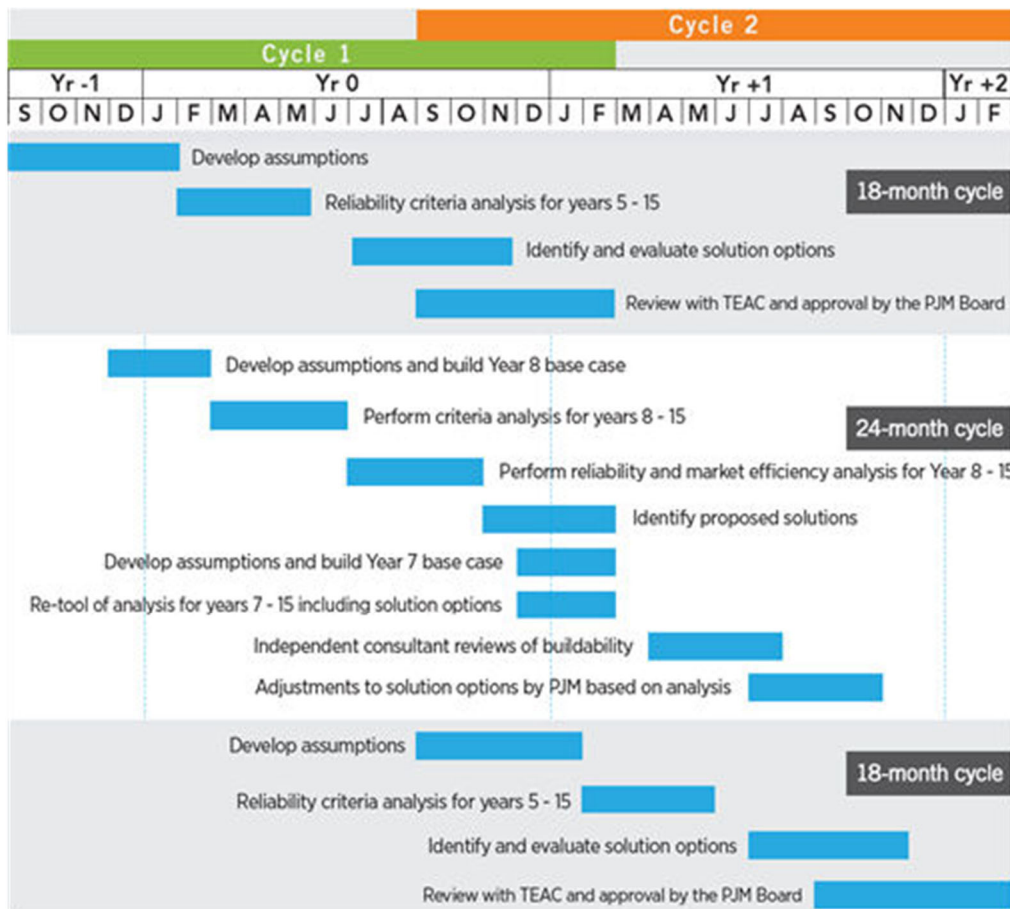 Cycle 2
Cycle 1
Yr -1 Yr 0 Yr +1 Yr +2
S O N D J F M A M J J A S O N D J F M A M J J A S O N D J F
Develop assumptions
18-month cycle
Reliability criteria analysis for years 5 - 15
Identify and evaluate solution options
Review with TEAC and approval by the PJM Board
Develop assumptions and build Year 8 base case
Perform criteria analysis for years 8 - 15
24-month cycle
Perform reliability and market efficiency analysis for Year 8 - 15
Identify proposed solutions
Develop assumptions and build Year 7 base case
Re-tool of analysis for years 7 - 15 including solution options
Independent consultant reviews of buildability
Adjustments to solution options by PJM based on analysis
Develop assumptions
18-month cycle
Reliability criteria analysis for years 5 - 15
Identify and evaluate solution options
Review with TEAC and approval by the PJM Board